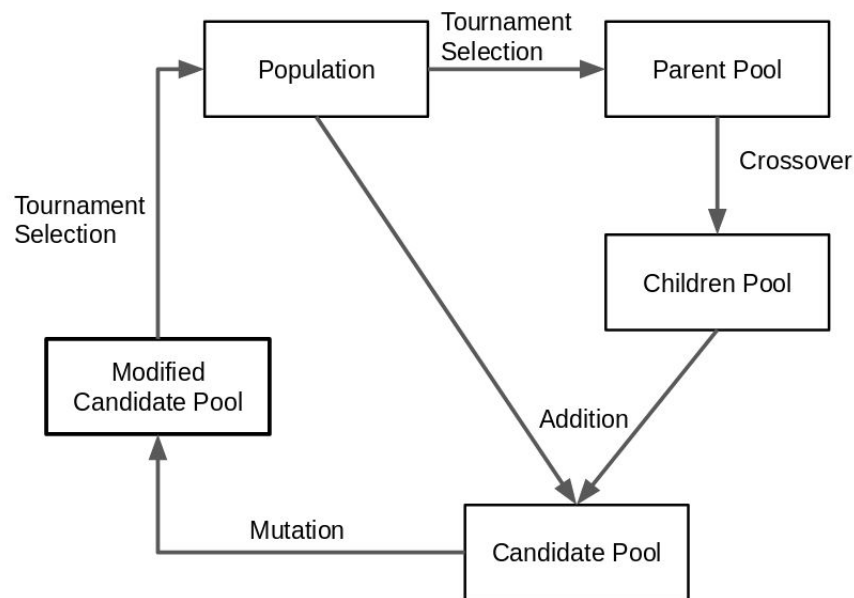 Tournament
Selection
Population
Parent Pool
Crossover
Tournament
Selection
Children Pool
Modified
Candidate Pool
Addition
Mutation
Candidate Pool